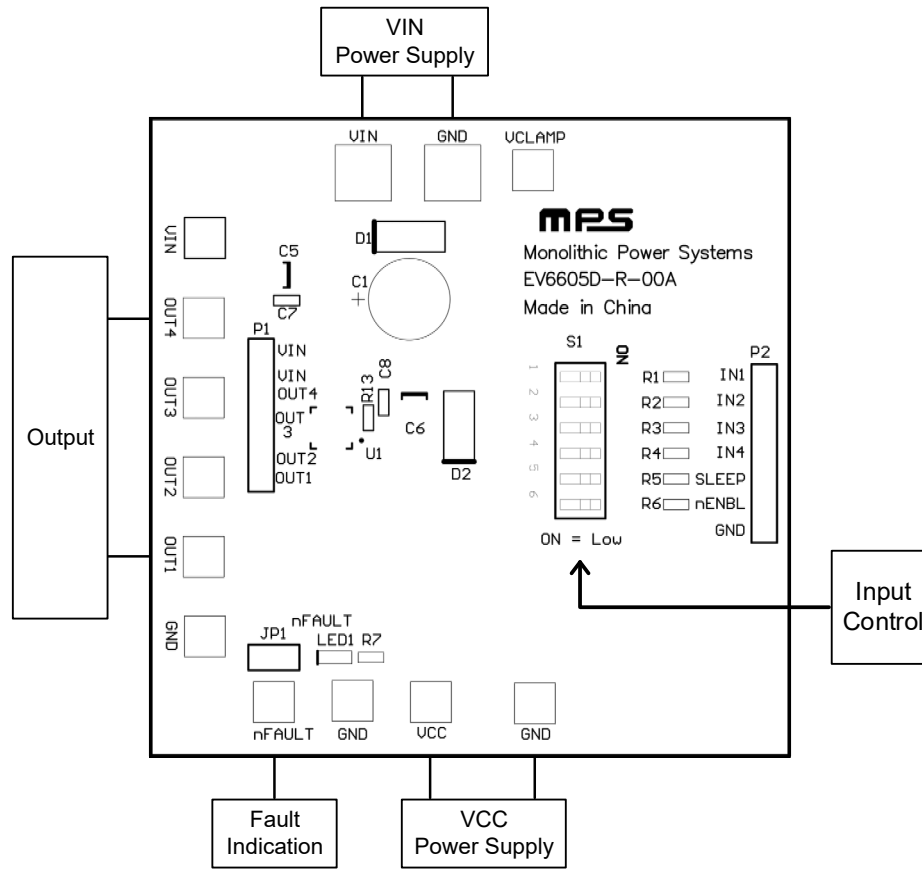 VIN
Power Supply
VIN
GND
VCLAMP
MPS
Monolithic Power Systems
EV6605D-R-00A
Made in China
VIN
D1
C5
C1
+
C7
OUT4
P1
VIN
VIN
OUT4
OUT
3
OUT2
OUT1
R13
C8
U1
C6
D2
S1
ON
1
2
3
4
5
6
ON = Low
P2
R1 IN1
R2 IN2
R3 IN3
R4 IN4
R5 SLEEP
R6 nENBL
GND
Output
OUT3
OUT2
OUT1
GND
Input
Control
nFAULT
JP1
LED1
R7
nFAULT
GND
VCC
GND
Fault
Indication
VCC
Power Supply